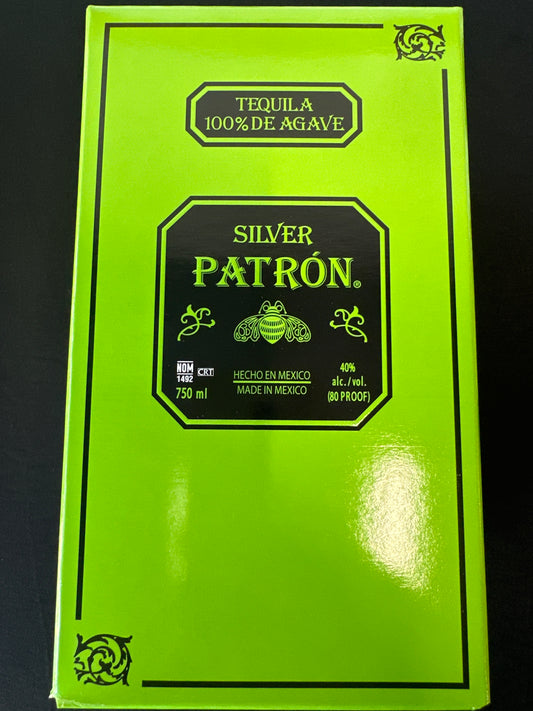 TEQUILA
100% DE AGAVE
SILVER
PATRÓN®
NOM
1492
CRT
750 ml
HECHO EN MEXICO
MADE IN MEXICO
40%
alc./vol.
(80 PROOF)